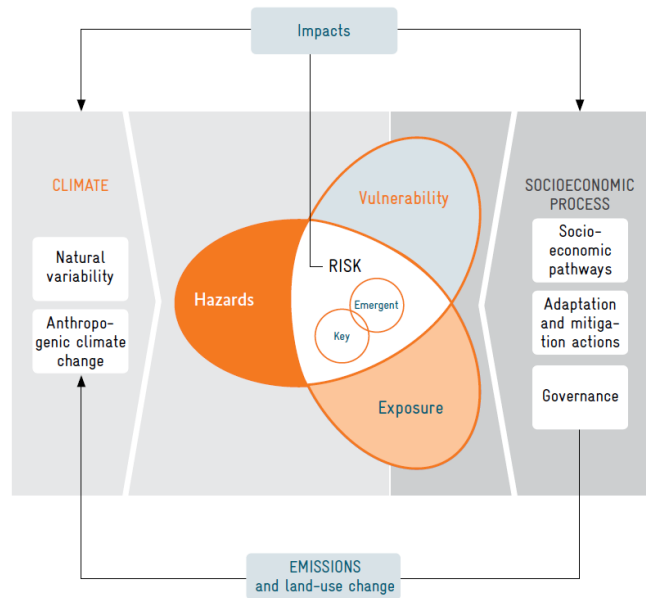 Impacts
CLIMATE
Natural
variability
Anthropo-
genic climate
change
Hazards
Vulnerability
RISK
Emergent
Key
Exposure
SOCIOECONOMIC
PROCESS
Socio-
economic
pathways
Adaptation and
mitiga-
tion actions
Governance
EMISSIONS
and land-use change